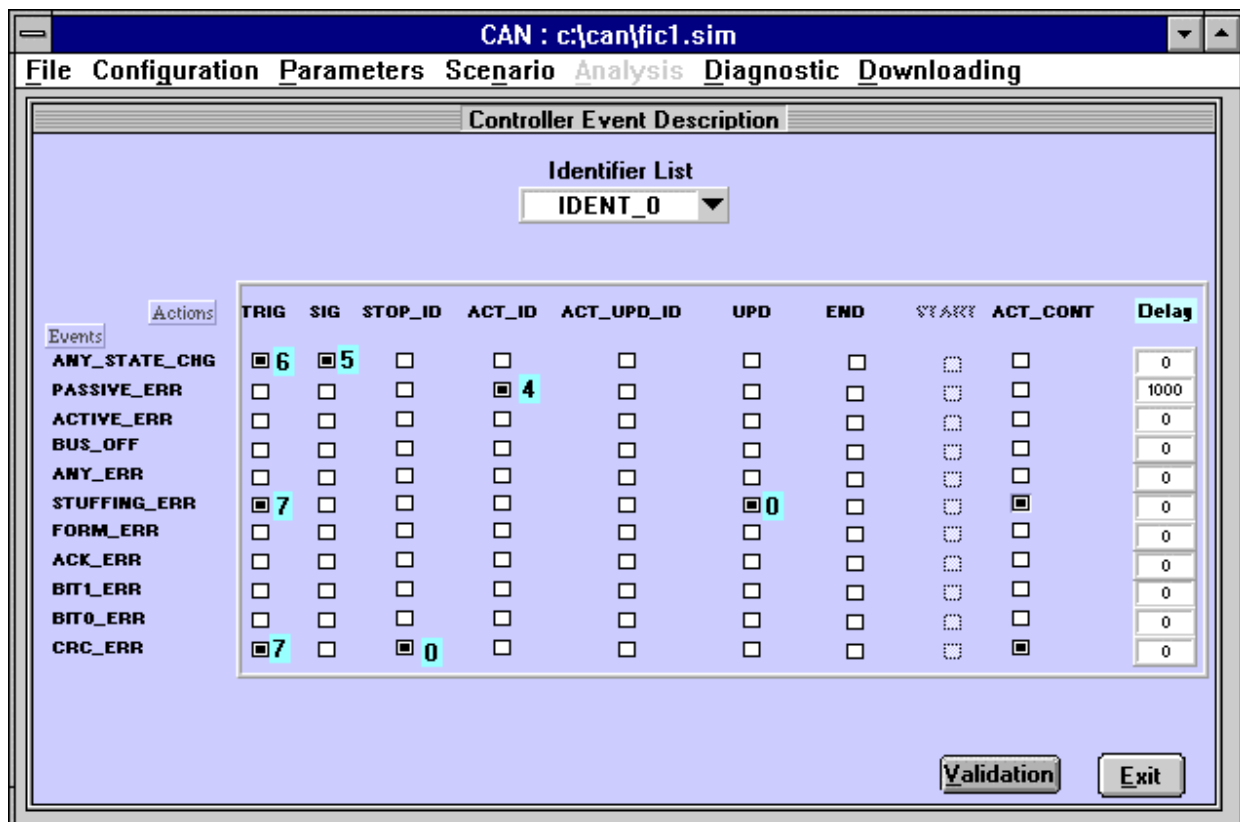 CAN : c:\can\fic1.sim
File Configuration Parameters Scenario Analysis Diagnostic Downloading
Controller Event Description
Identifier List
IDENT_0
Actions TRIG SIG STOP_ID ACT_ID ACT_UPD_ID UPD END START ACT_CONT Delay
Events
ANY_STATE_CHG 6 5 0
PASSIVE_ERR 4 1000
ACTIVE_ERR 0
BUS_OFF 0
ANY_ERR 0
STUFFING_ERR 7 0 0
FORM_ERR 0
ACK_ERR 0
BIT1_ERR 0
BIT0_ERR 0
CRC_ERR 7 0 0
Validation Exit